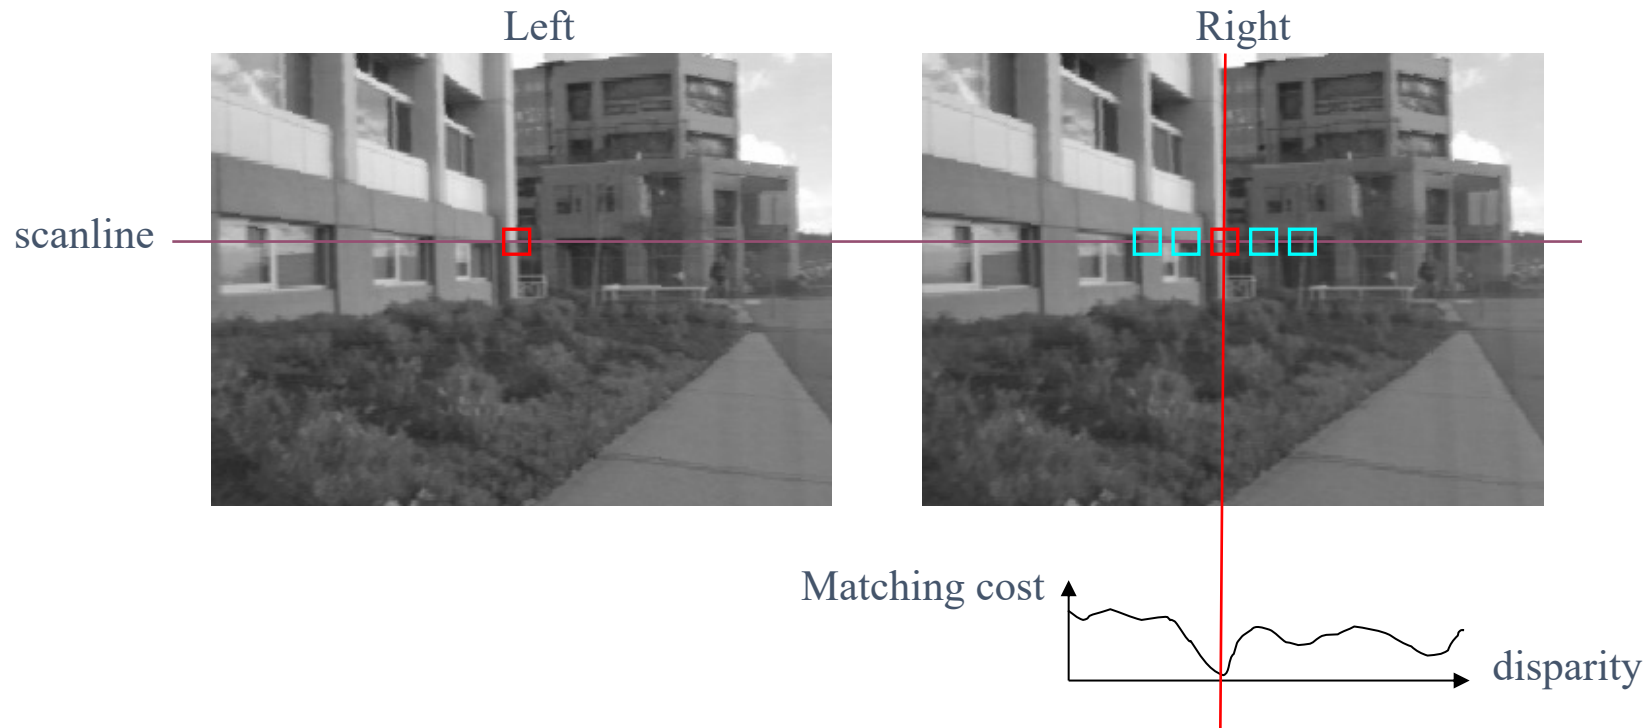 Left
Right
scanline
Matching cost
disparity